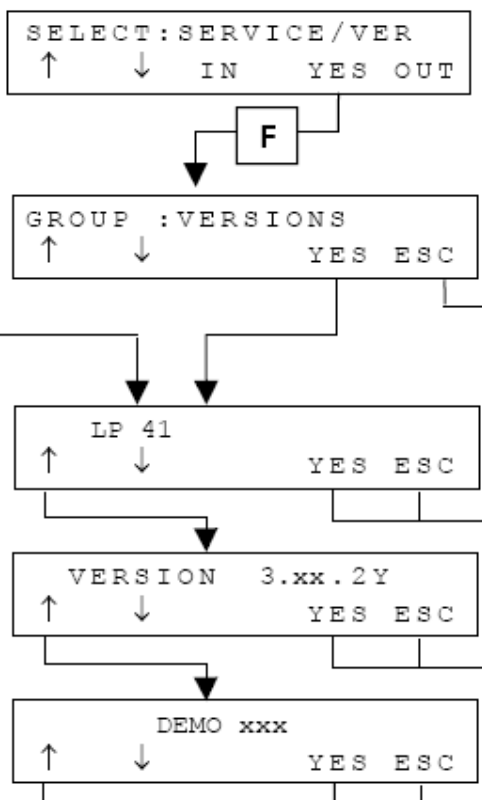 SELECT:SERVICE/VER
↑ ↓ IN YES OUT
F
GROUP :VERSIONS
↑ ↓ YES ESC
LP 41
↑ ↓ YES ESC
VERSION 3.xx.2Y
↑ ↓ YES ESC
DEMO xxx
↑ ↓ YES ESC